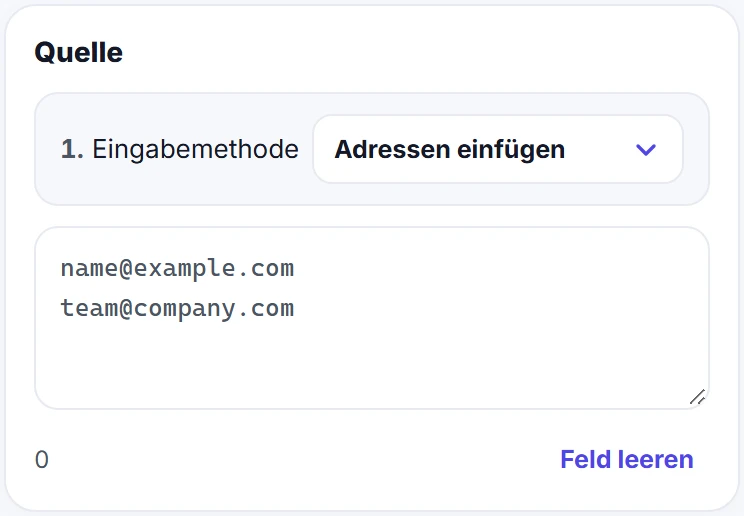 Quelle
1. Eingabemethode Adressen einfügen
name@example.com
team@company.com
0 Feld leeren